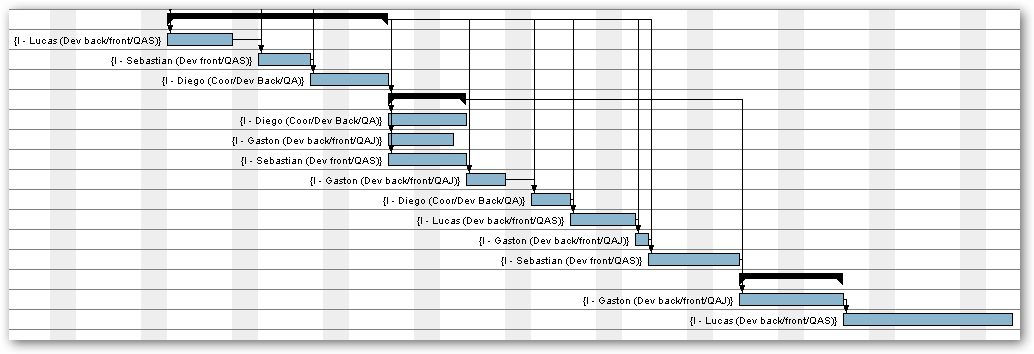 {I - Lucas (Dev back/front/QAS)}
{I - Sebastian (Dev front/QAS)}
{I - Diego (Coor/Dev Back/QA)}
{I - Diego (Coor/Dev Back/QA)}
{I - Gaston (Dev back/front/QAJ)}
{I - Sebastian (Dev front/QAS)}
{I - Gaston (Dev back/front/QAJ)}
{I - Diego (Coor/Dev Back/QA)}
{I - Lucas (Dev back/front/QAS)}
{I - Gaston (Dev back/front/QAJ)}
{I - Sebastian (Dev front/QAS)}
{I - Gaston (Dev back/front/QAJ)}
{I - Lucas (Dev back/front/QAS)}